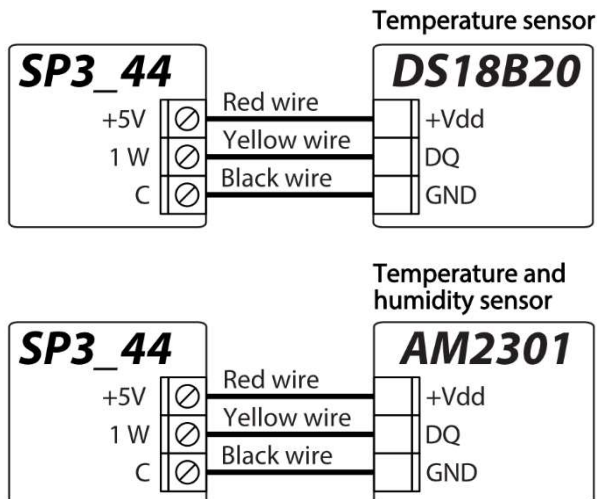 Temperature sensor
SP3_44
DS18B20
+5V
Red wire
+Vdd
1 W
Yellow wire
DQ
C
Black wire
GND
Temperature and
humidity sensor
SP3_44
AM2301
+5V
Red wire
+Vdd
1 W
Yellow wire
DQ
C
Black wire
GND